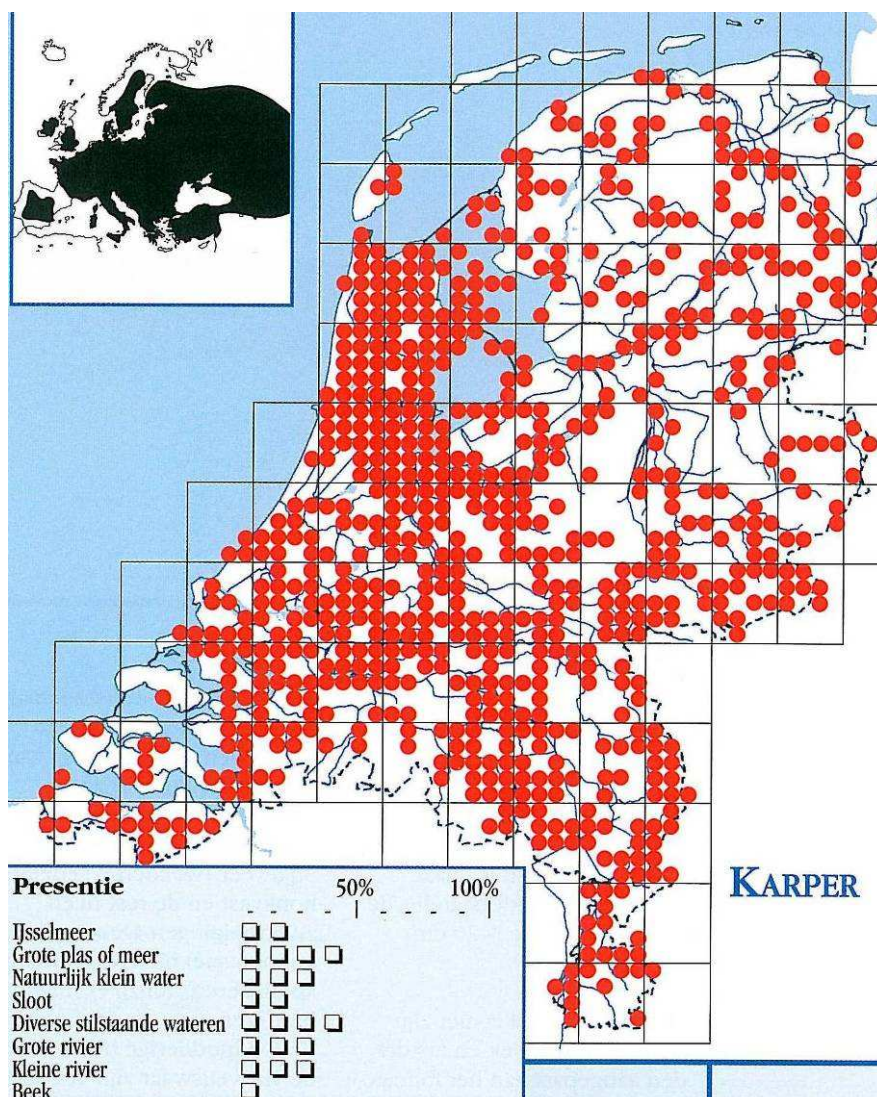 KARPER
Presentie 50% 100%
IJsselmeer ❏ ❏
Grote plas of meer ❏ ❏ ❏ ❏
Natuurlijk klein water ❏ ❏ ❏
Sloot ❏ ❏
Diverse stilstaande wateren ❏ ❏ ❏ ❏
Grote rivier ❏ ❏ ❏
Kleine rivier ❏ ❏ ❏
Beek ❏